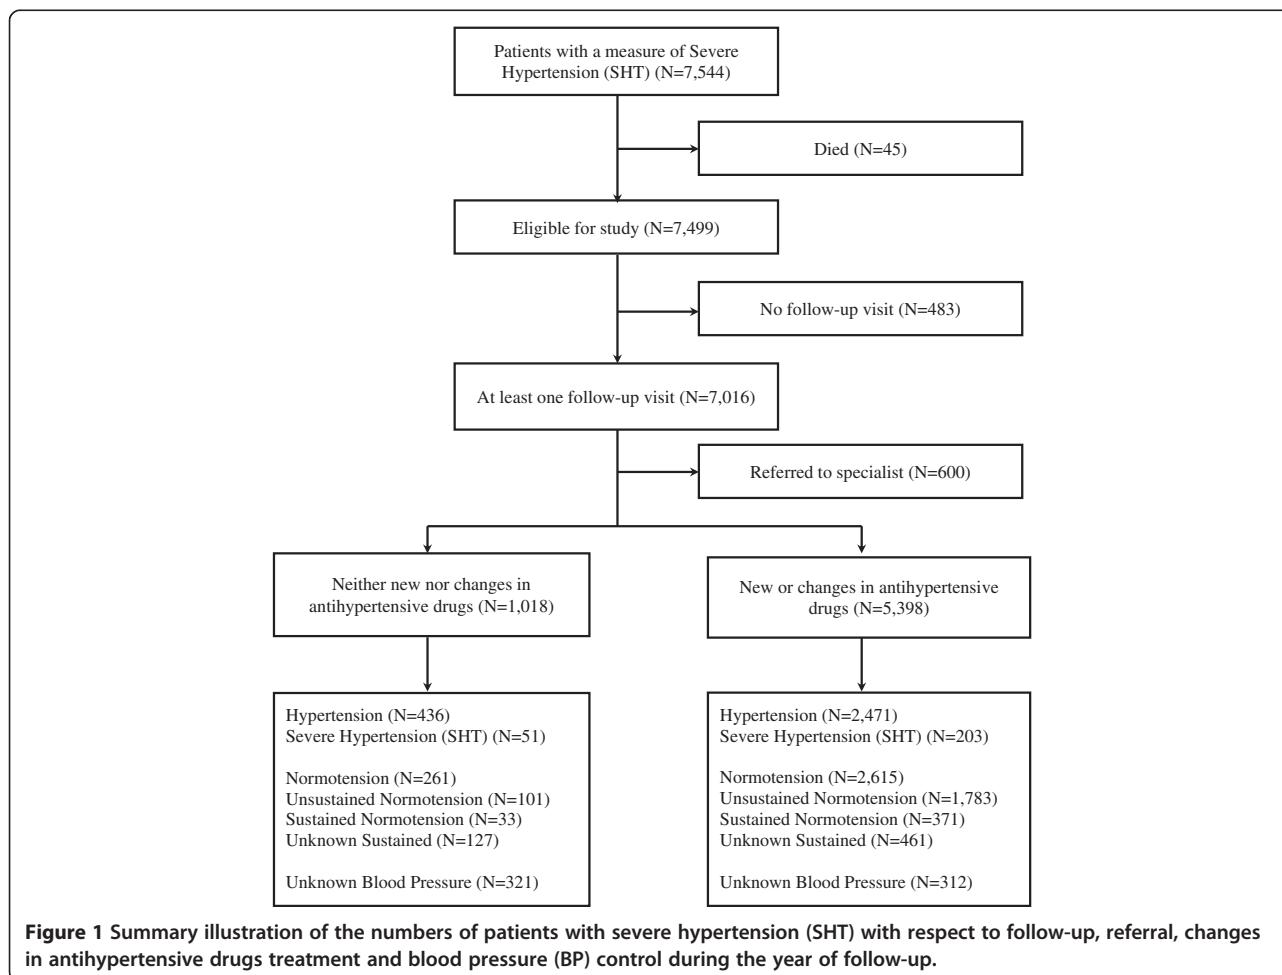 Patients with a measure of Severe
Hypertension (SHT) (N=7,544)
Died (N=45)
Eligible for study (N=7,499)
No follow-up visit (N=483)
At least one follow-up visit (N=7,016)
Referred to specialist (N=600)
Neither new nor changes in
antihypertensive drugs (N=1,018)
New or changes in antihypertensive
drugs (N=5,398)
Hypertension (N=436)
Severe Hypertension (SHT) (N=51)
Normotension (N=261)
Unsustained Normotension (N=101)
Sustained Normotension (N=33)
Unknown Sustained (N=127)
Unknown Blood Pressure (N=321)
Hypertension (N=2,471)
Severe Hypertension (SHT) (N=203)
Normotension (N=2,615)
Unsustained Normotension (N=1,783)
Sustained Normotension (N=371)
Unknown Sustained (N=461)
Unknown Blood Pressure (N=312)
Figure 1 Summary illustration of the numbers of patients with severe hypertension (SHT) with respect to follow-up, referral, changes
in antihypertensive drugs treatment and blood pressure (BP) control during the year of follow-up.